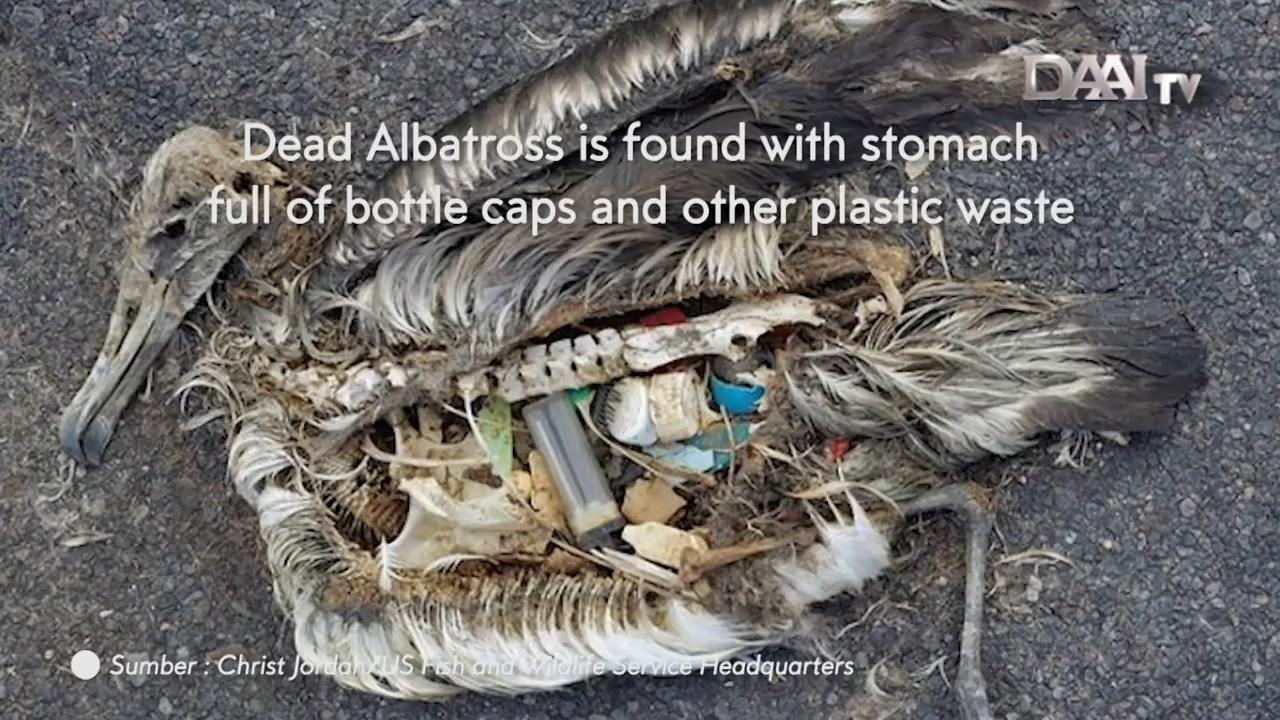 DAAI TV
Dead Albatross is found with stomach
full of bottle caps and other plastic waste
Sumber : Christ Jordan/US Fish and Wildlife Service Headquarters